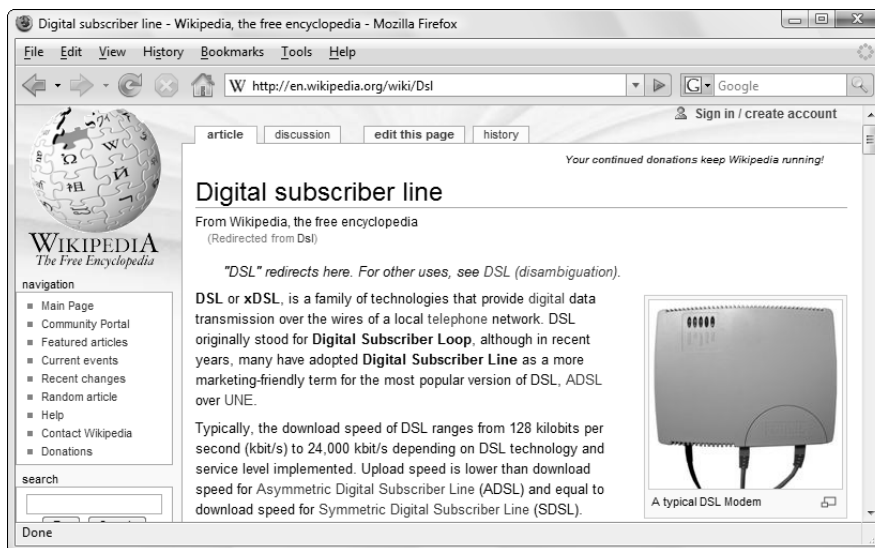 Digital subscriber line - Wikipedia, the free encyclopedia - Mozilla Firefox
File Edit View History Bookmarks Tools Help
W http://en.wikipedia.org/wiki/Dsl
G Google
Sign in / create account
article discussion edit this page history
Your continued donations keep Wikipedia running!
Digital subscriber line
From Wikipedia, the free encyclopedia
(Redirected from Dsl)
"DSL" redirects here. For other uses, see DSL (disambiguation).
DSL or xDSL, is a family of technologies that provide digital data
transmission over the wires of a local telephone network. DSL
originally stood for Digital Subscriber Loop, although in recent
years, many have adopted Digital Subscriber Line as a more
marketing-friendly term for the most popular version of DSL, ADSL
over UNE.
Typically, the download speed of DSL ranges from 128 kilobits per
second (kbit/s) to 24,000 kbit/s depending on DSL technology and
service level implemented. Upload speed is lower than download
speed for Asymmetric Digital Subscriber Line (ADSL) and equal to
download speed for Symmetric Digital Subscriber Line (SDSL).
A typical DSL Modem
WIKIPEDIA
The Free Encyclopedia
navigation
Main Page
Community Portal
Featured articles
Current events
Recent changes
Random article
Help
Contact Wikipedia
Donations
search
Done